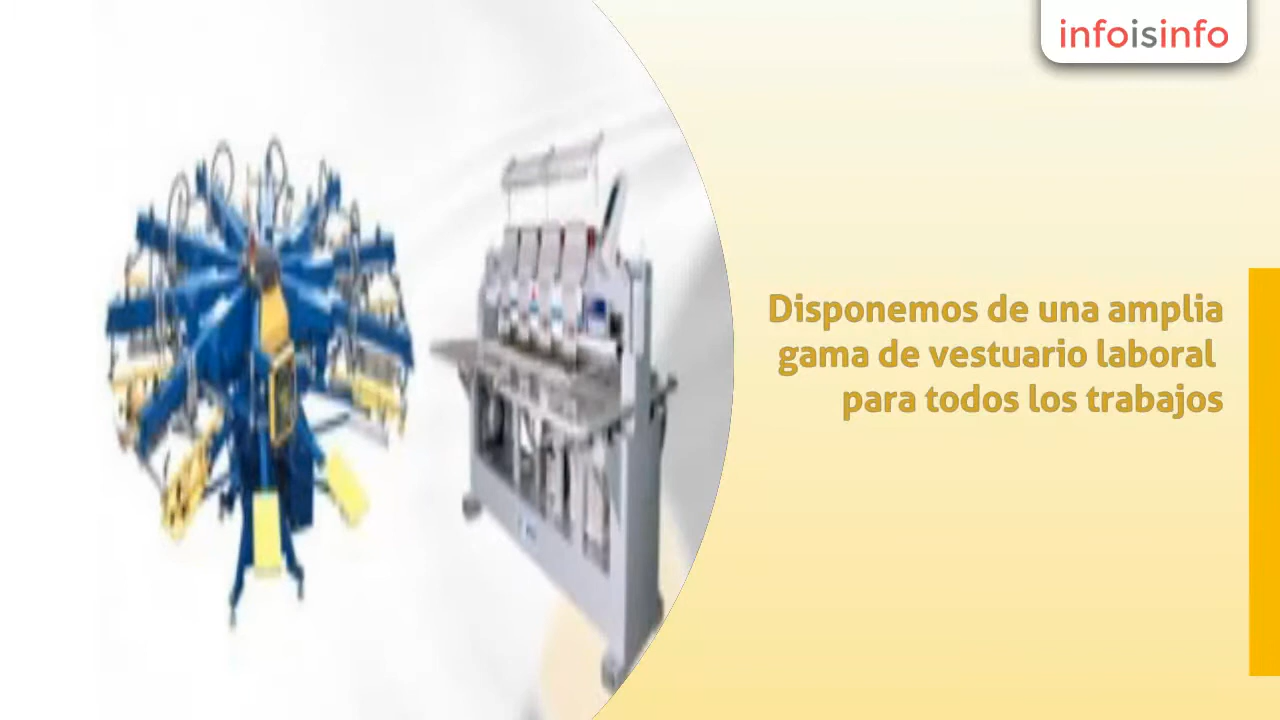 infoisinfo
Disponemos de una amplia
gama de vestuario laboral
para todos los trabajos